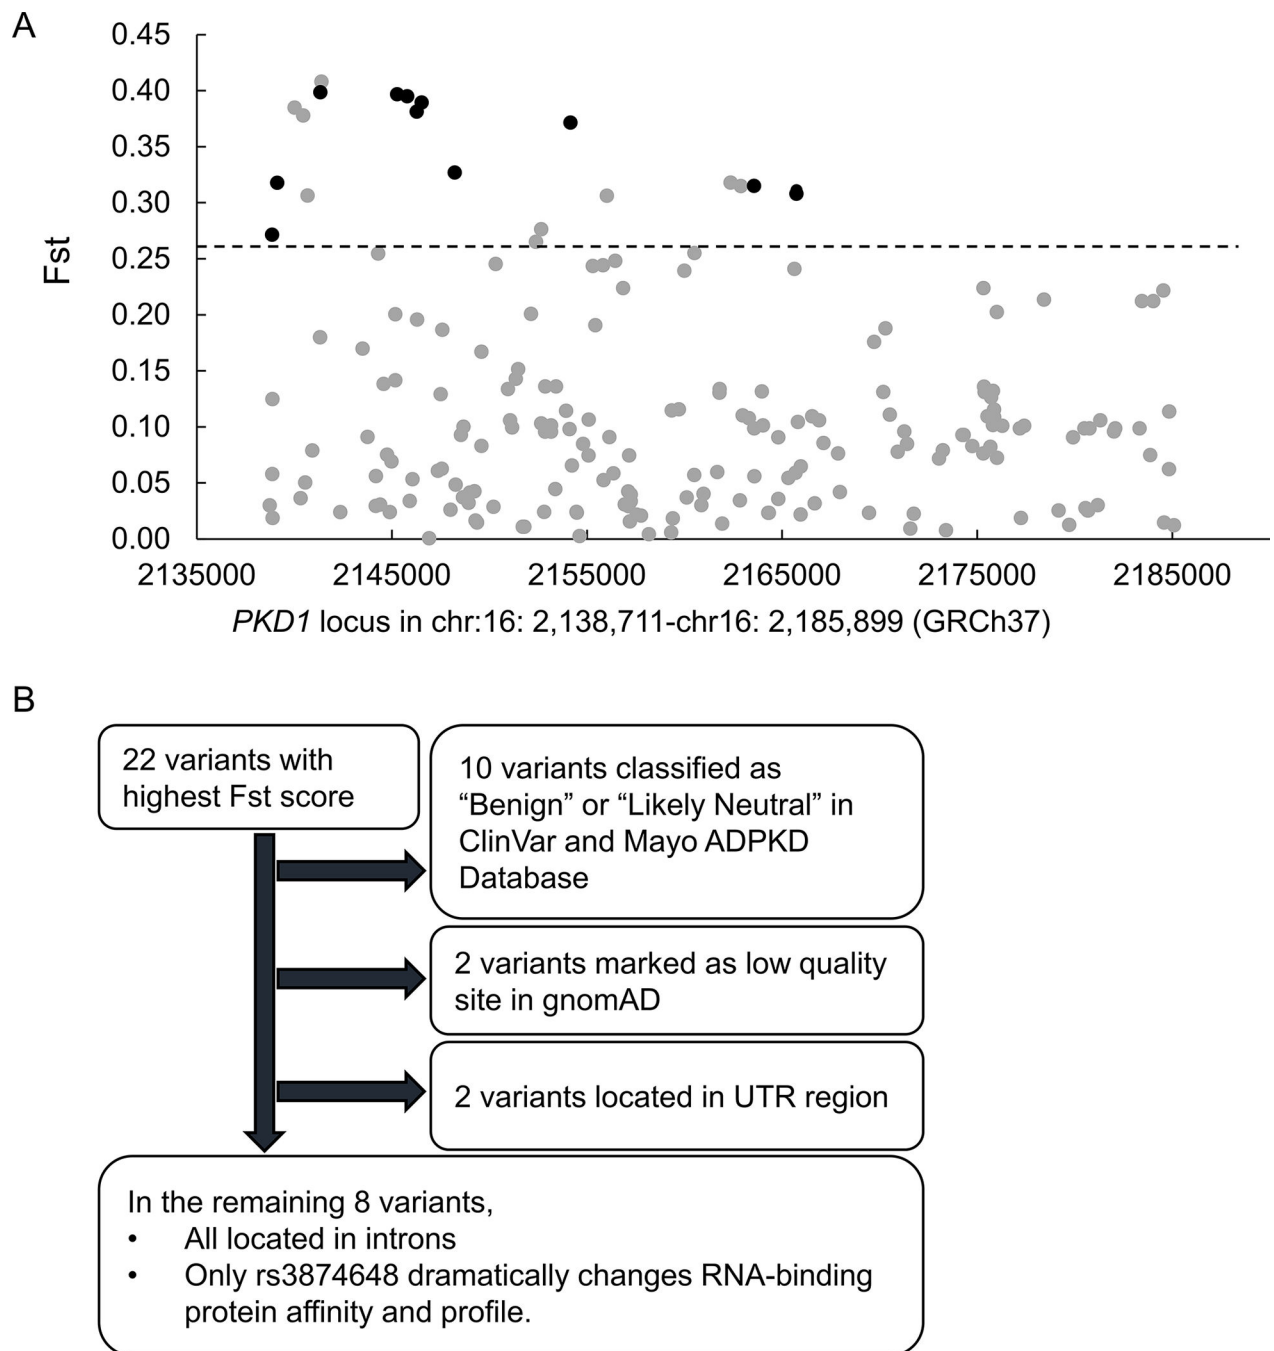 A
0.45
0.40
0.35
0.30
0.25
0.20
0.15
0.10
0.05
0.00
Fst
2135000 2145000 2155000 2165000 2175000 2185000
PKD1 locus in chr:16: 2,138,711-chr16: 2,185,899 (GRCh37)
B
22 variants with
highest Fst score
10 variants classified as
“Benign” or “Likely Neutral” in
ClinVar and Mayo ADPKD
Database
2 variants marked as low quality
site in gnomAD
2 variants located in UTR region
In the remaining 8 variants,
• All located in introns
• Only rs3874648 dramatically changes RNA-binding
protein affinity and profile.